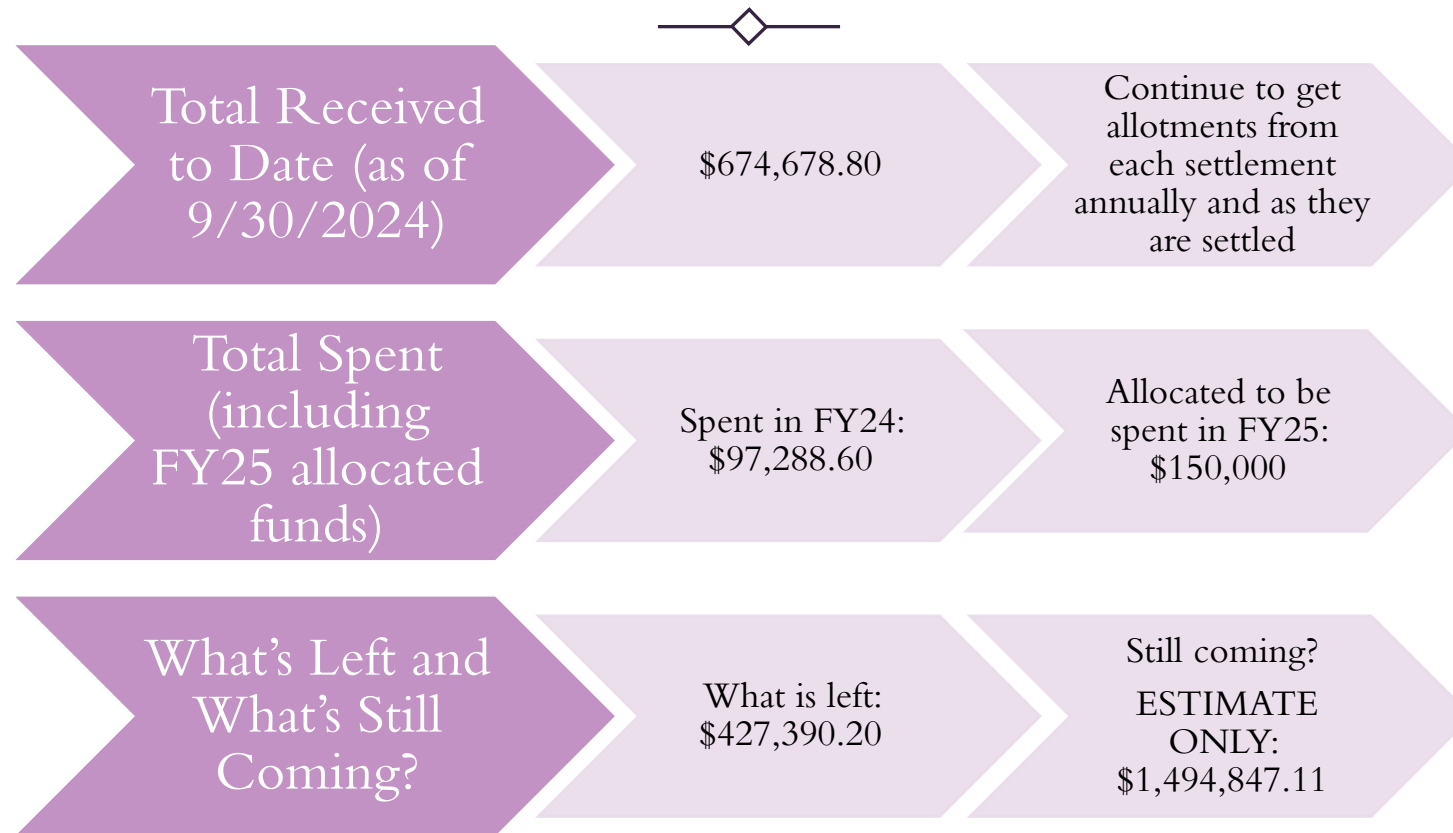 Total Received
to Date (as of
9/30/2024)
$674,678.80
Continue to get
allotments from
each settlement
annually and as they
are settled
Total Spent
(including
FY25 allocated
funds)
Spent in FY24:
$97,288.60
Allocated to be
spent in FY25:
$150,000
What’s Left and
What’s Still
Coming?
What is left:
$427,390.20
Still coming?
ESTIMATE
ONLY:
$1,494,847.11